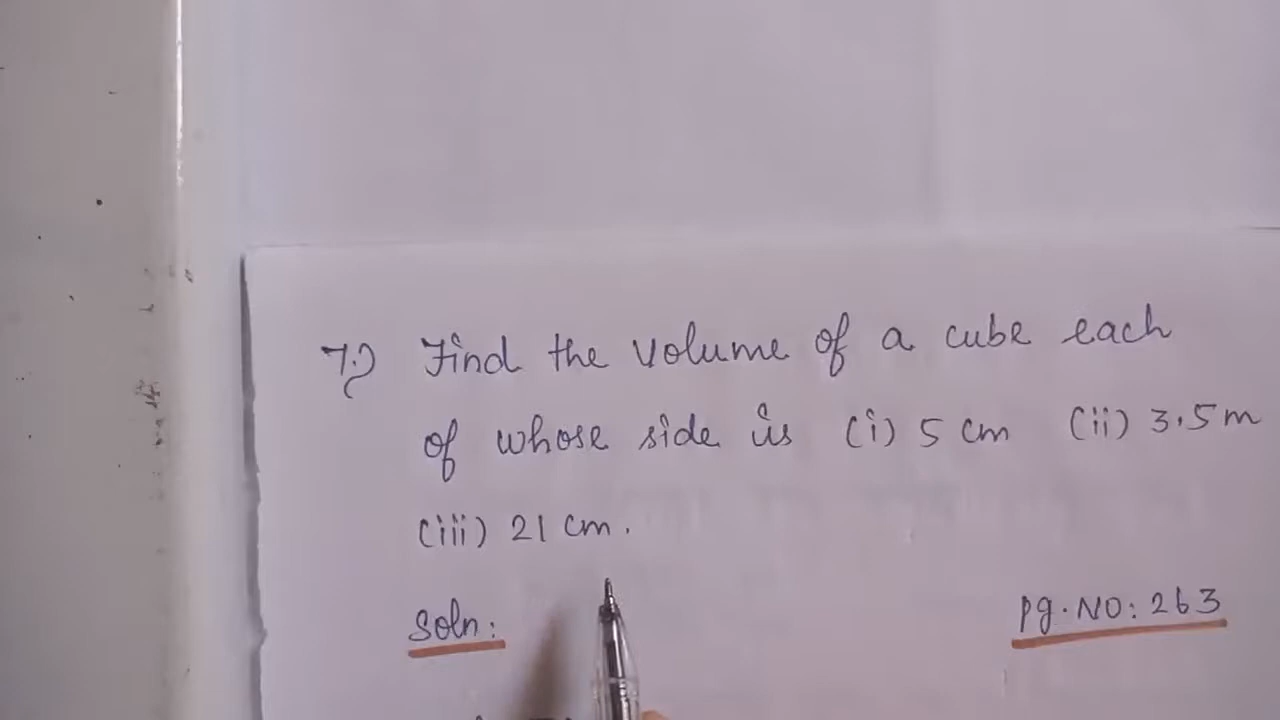 7.) Find the volume of a cube each
of whose side is (i) 5 cm (ii) 3.5 m
(iii) 21 cm.
Soln:
Pg. No: 263